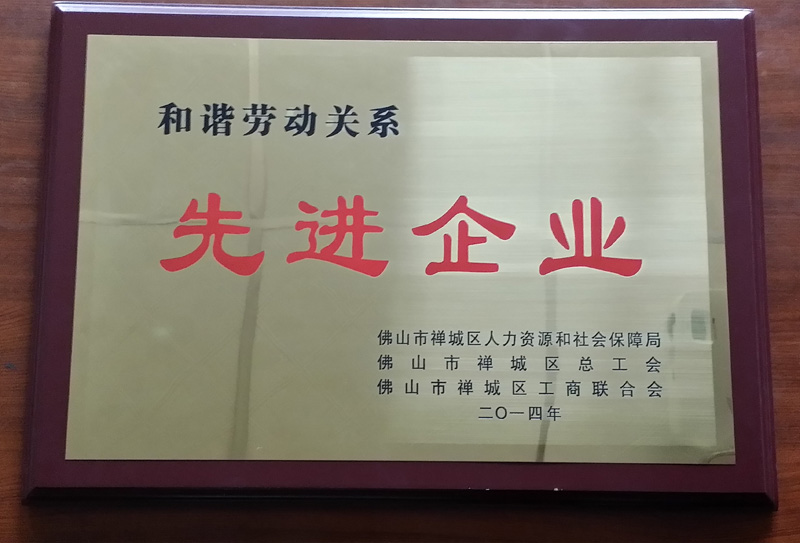 和谐劳动关系
先进企业
佛山市禅城区人力资源和社会保障局
佛山市禅城区总工会
佛山市禅城区工商联合会
二〇一四年